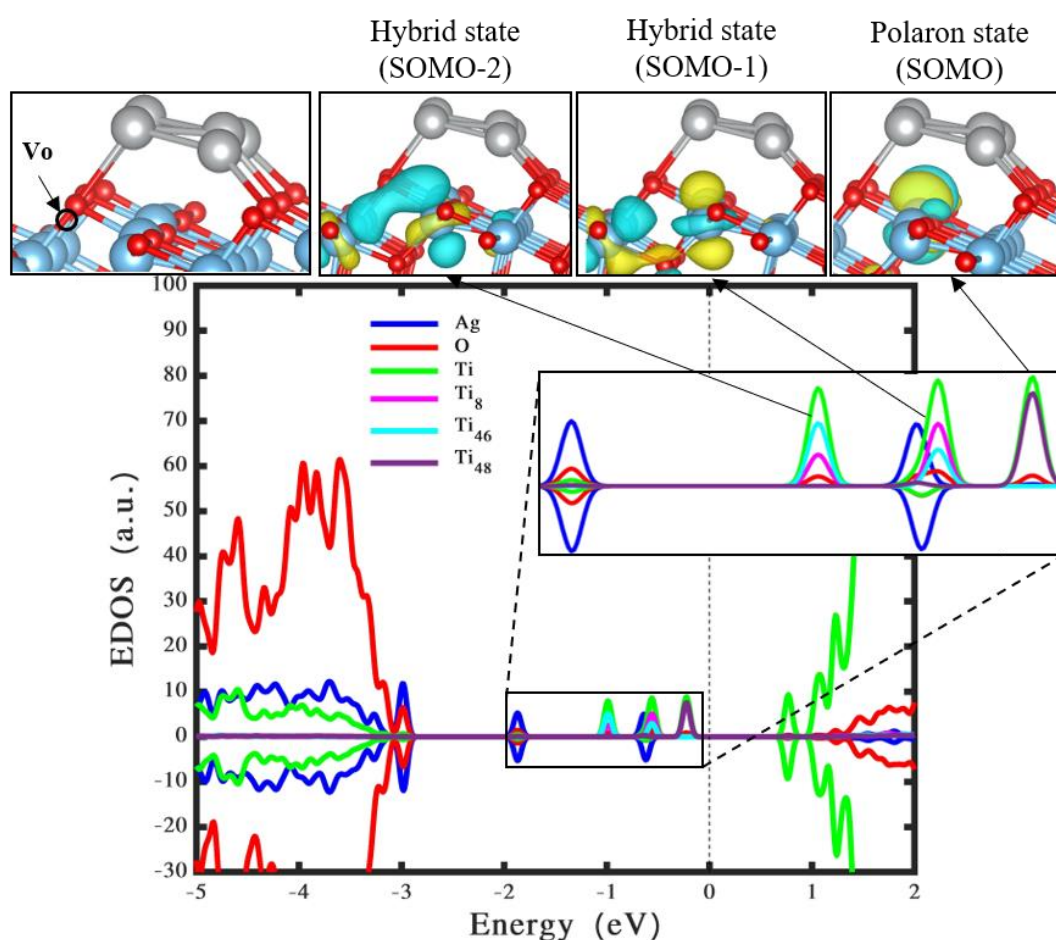 Hybrid state
(SOMO-2)
Hybrid state
(SOMO-1)
Polaron state
(SOMO)
Vo
100
90
80
70
60
50
40
30
20
10
0
-10
-20
-30
EDOS (a.u.)
Ag
O
Ti
Ti₈
Ti₄₆
Ti₄₈
-5
-4
-3
-2
-1
0
1
2
Energy (eV)